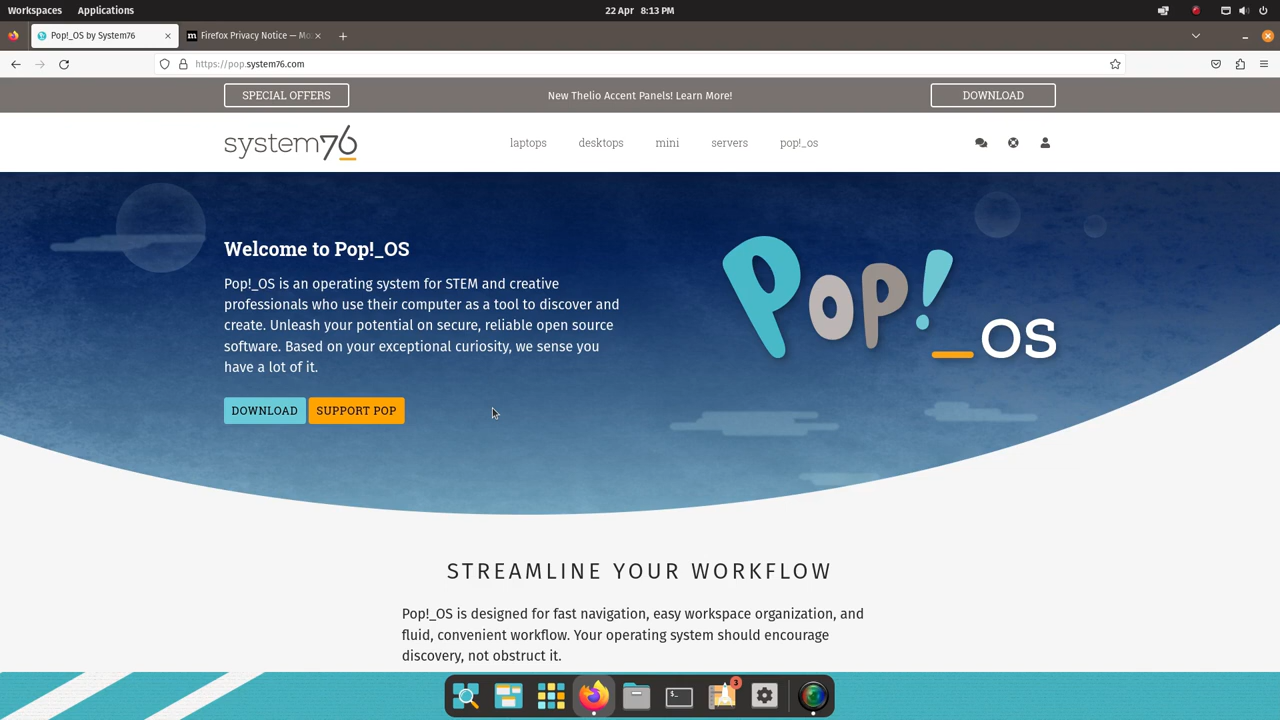 Workspaces Applications 22 Apr 8:13 PM
Pop!_OS by System76 Firefox Privacy Notice — Mo
https://pop.system76.com
SPECIAL OFFERS New Thelio Accent Panels! Learn More! DOWNLOAD
system76 laptops desktops mini servers pop!_os
Welcome to Pop!_OS
Pop!_OS is an operating system for STEM and creative
professionals who use their computer as a tool to discover and
create. Unleash your potential on secure, reliable open source
software. Based on your exceptional curiosity, we sense you
have a lot of it.
DOWNLOAD SUPPORT POP
Pop!_OS
STREAMLINE YOUR WORKFLOW
Pop!_OS is designed for fast navigation, easy workspace organization, and
fluid, convenient workflow. Your operating system should encourage
discovery, not obstruct it.
3
$_